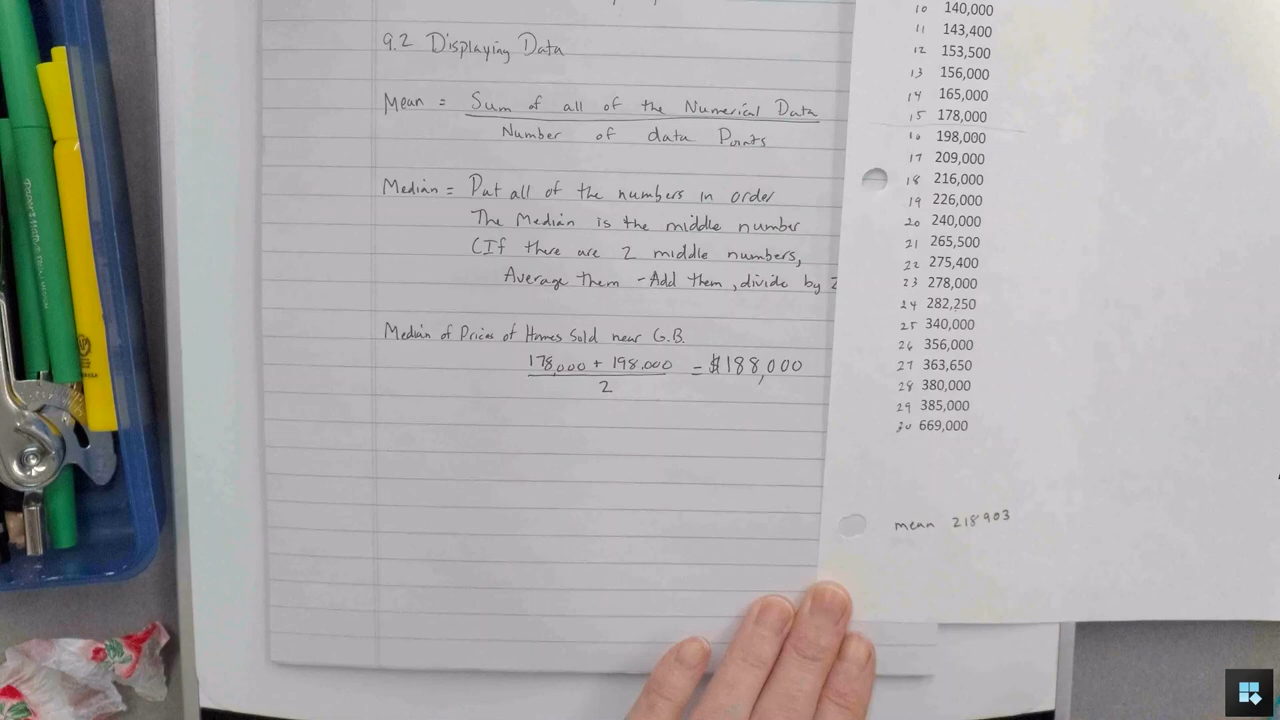 9.2 Displaying Data
Mean = Sum of all of the Numerical Data
Number of data Points
Median = Put all of the numbers in order
The Median is the middle number
(If there are 2 middle numbers,
Average them - Add them, divide by 2
Median of Prices of Homes Sold near G.B.
178,000 + 198,000 = $188,000
2
10 140,000
11 143,400
12 153,500
13 156,000
14 165,000
15 178,000
16 198,000
17 209,000
18 216,000
19 226,000
20 240,000
21 265,500
22 275,400
23 278,000
24 282,250
25 340,000
26 356,000
27 363,650
28 380,000
29 385,000
30 669,000
mean 218903